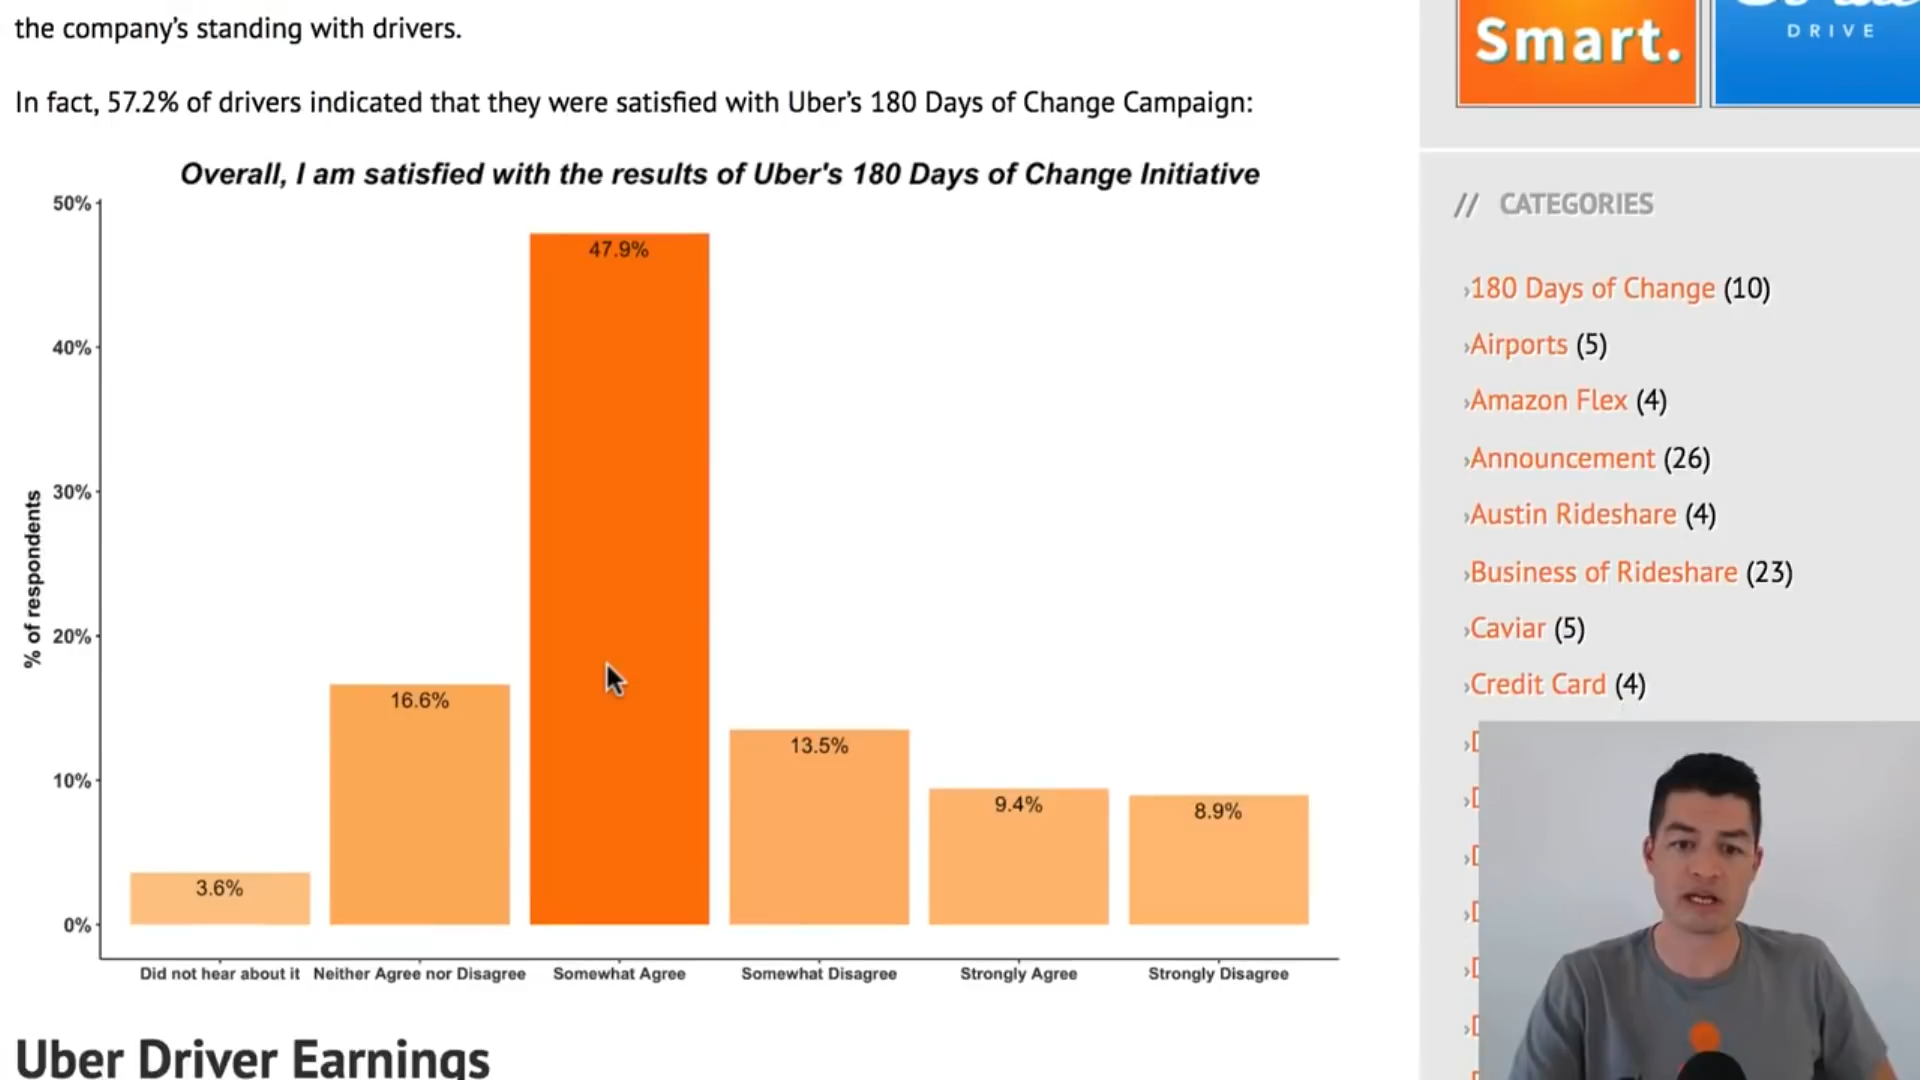 the company’s standing with drivers.
In fact, 57.2% of drivers indicated that they were satisfied with Uber’s 180 Days of Change Campaign:
Overall, I am satisfied with the results of Uber's 180 Days of Change Initiative
% of respondents
50%
40%
30%
20%
10%
0%
3.6%
16.6%
47.9%
13.5%
9.4%
8.9%
Did not hear about it
Neither Agree nor Disagree
Somewhat Agree
Somewhat Disagree
Strongly Agree
Strongly Disagree
Uber Driver Earnings
Smart.
DRIVE
// CATEGORIES
›180 Days of Change (10)
›Airports (5)
›Amazon Flex (4)
›Announcement (26)
›Austin Rideshare (4)
›Business of Rideshare (23)
›Caviar (5)
›Credit Card (4)